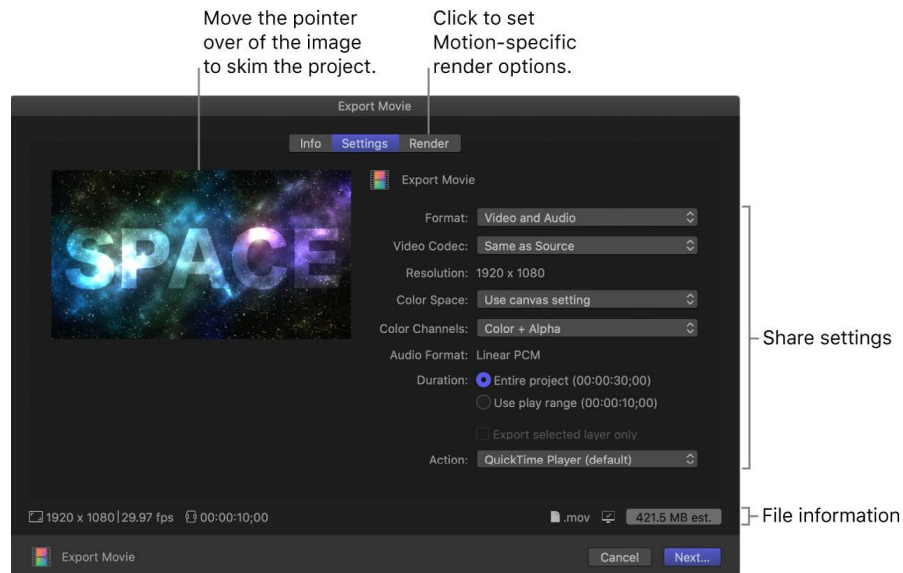 Move the pointer
over of the image
to skim the project.
Click to set
Motion-specific
render options.
Export Movie
Info Settings Render
SPACE
Export Movie
Format: Video and Audio
Video Codec: Same as Source
Resolution: 1920 x 1080
Color Space: Use canvas setting
Color Channels: Color + Alpha
Audio Format: Linear PCM
Duration: Entire project (00:00:30;00)
Use play range (00:00:10;00)
Export selected layer only
Action: QuickTime Player (default)
Share settings
1920 x 1080 | 29.97 fps 00:00:10;00 .mov 421.5 MB est.
File information
Export Movie Cancel Next...